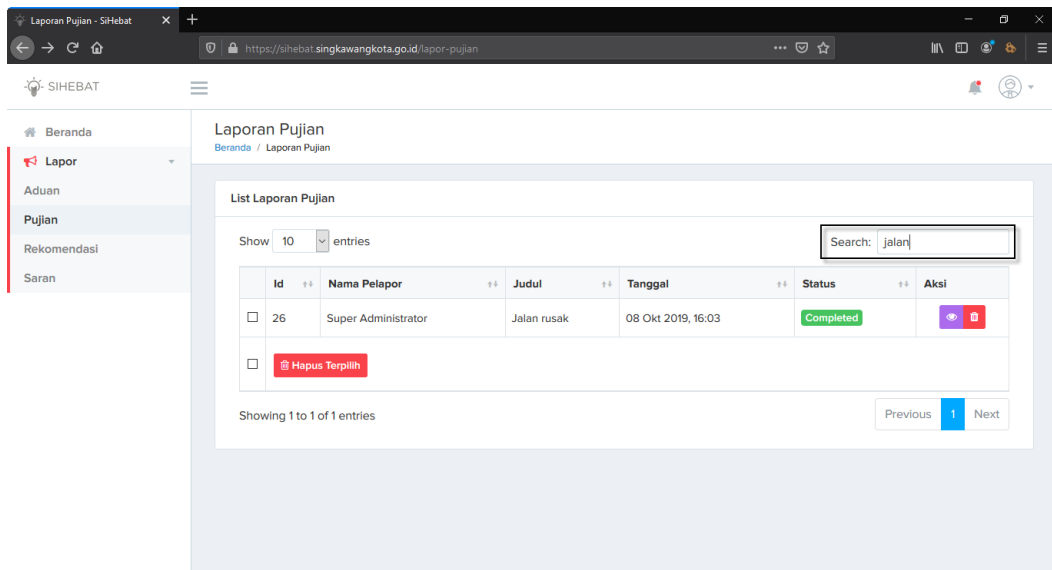 Laporan Pujian - SiHebat
https://sihebat.singkawangkota.go.id/lapor-pujian
SIHEBAT
Beranda
Lapor
Aduan
Pujian
Rekomendasi
Saran
Laporan Pujian
Beranda / Laporan Pujian
List Laporan Pujian
Show 10 entries
Search: jalan
Id Nama Pelapor Judul Tanggal Status Aksi
26 Super Administrator Jalan rusak 08 Okt 2019, 16:03 Completed
Hapus Terpilih
Showing 1 to 1 of 1 entries
Previous 1 Next